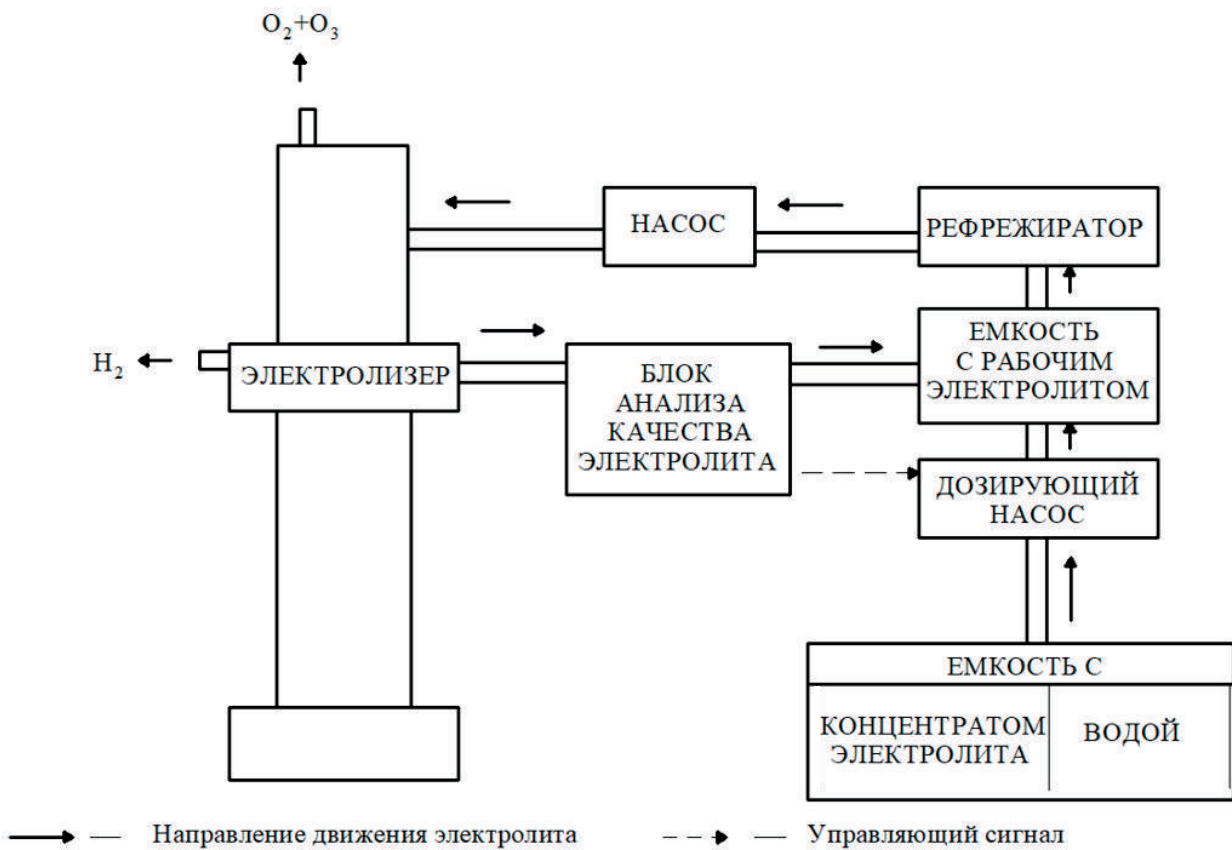 O₂+O₃
НАСОС
РЕФРЕЖИРАТОР
H₂
ЭЛЕКТРОЛИЗЕР
БЛОК
АНАЛИЗА
КАЧЕСТВА
ЭЛЕКТРОЛИТА
ЕМКОСТЬ
С РАБОЧИМ
ЭЛЕКТРОЛИТОМ
ДОЗИРУЮЩИЙ
НАСОС
ЕМКОСТЬ С
КОНЦЕНТРАТОМ
ЭЛЕКТРОЛИТА
ВОДОЙ
— Направление движения электролита
— Управляющий сигнал